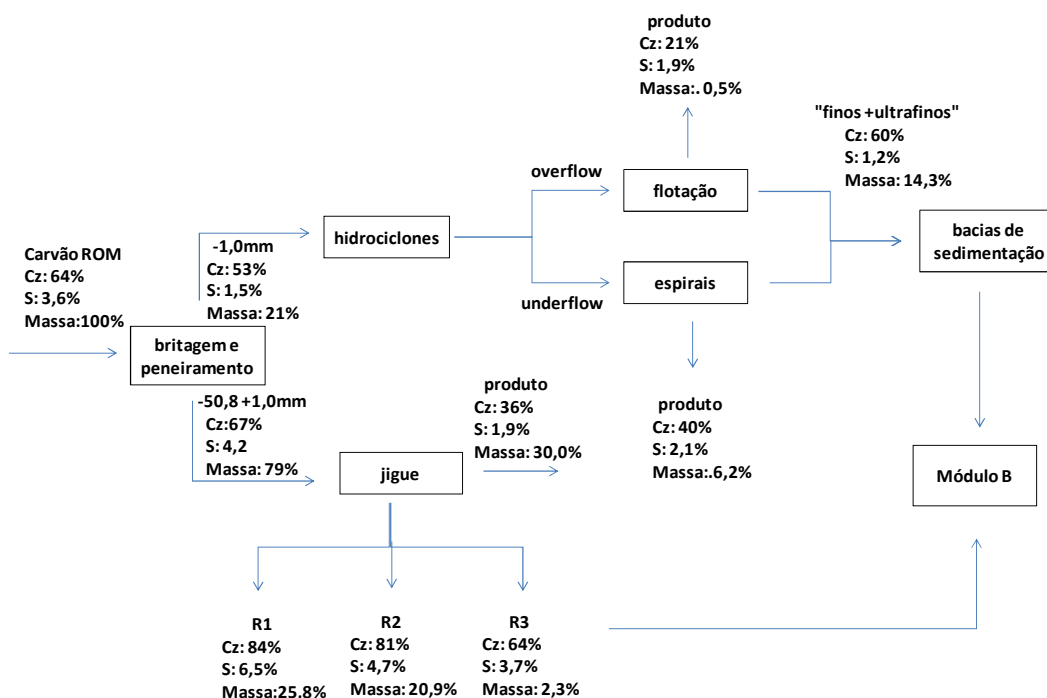 produto
Cz: 21%
S: 1,9%
Massa:. 0,5%
"finos +ultrafinos"
Cz: 60%
S: 1,2%
Massa: 14,3%
overflow
flotação
hidrociclones
bacias de
sedimentação
espirais
underflow
Carvão ROM
Cz: 64%
S: 3,6%
Massa:100%
-1,0mm
Cz: 53%
S: 1,5%
Massa: 21%
britagem e
peneiramento
-50,8 +1,0mm
Cz:67%
S: 4,2
Massa: 79%
jigue
produto
Cz: 36%
S: 1,9%
Massa: 30,0%
produto
Cz: 40%
S: 2,1%
Massa:.6,2%
Módulo B
R1
Cz: 84%
S: 6,5%
Massa:25,8%
R2
Cz: 81%
S: 4,7%
Massa: 20,9%
R3
Cz: 64%
S: 3,7%
Massa: 2,3%